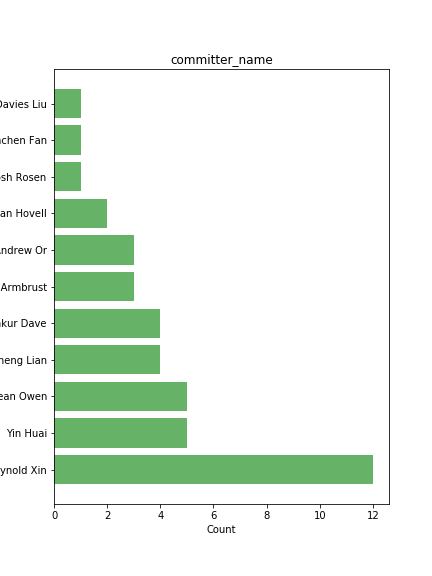 committer_name
Davies Liu
chen Fan
sh Rosen
an Hovell
Andrew Or
Armbrust
kur Dave
heng Lian
ean Owen
Yin Huai
ynold Xin
0 2 4 6 8 10 12
Count